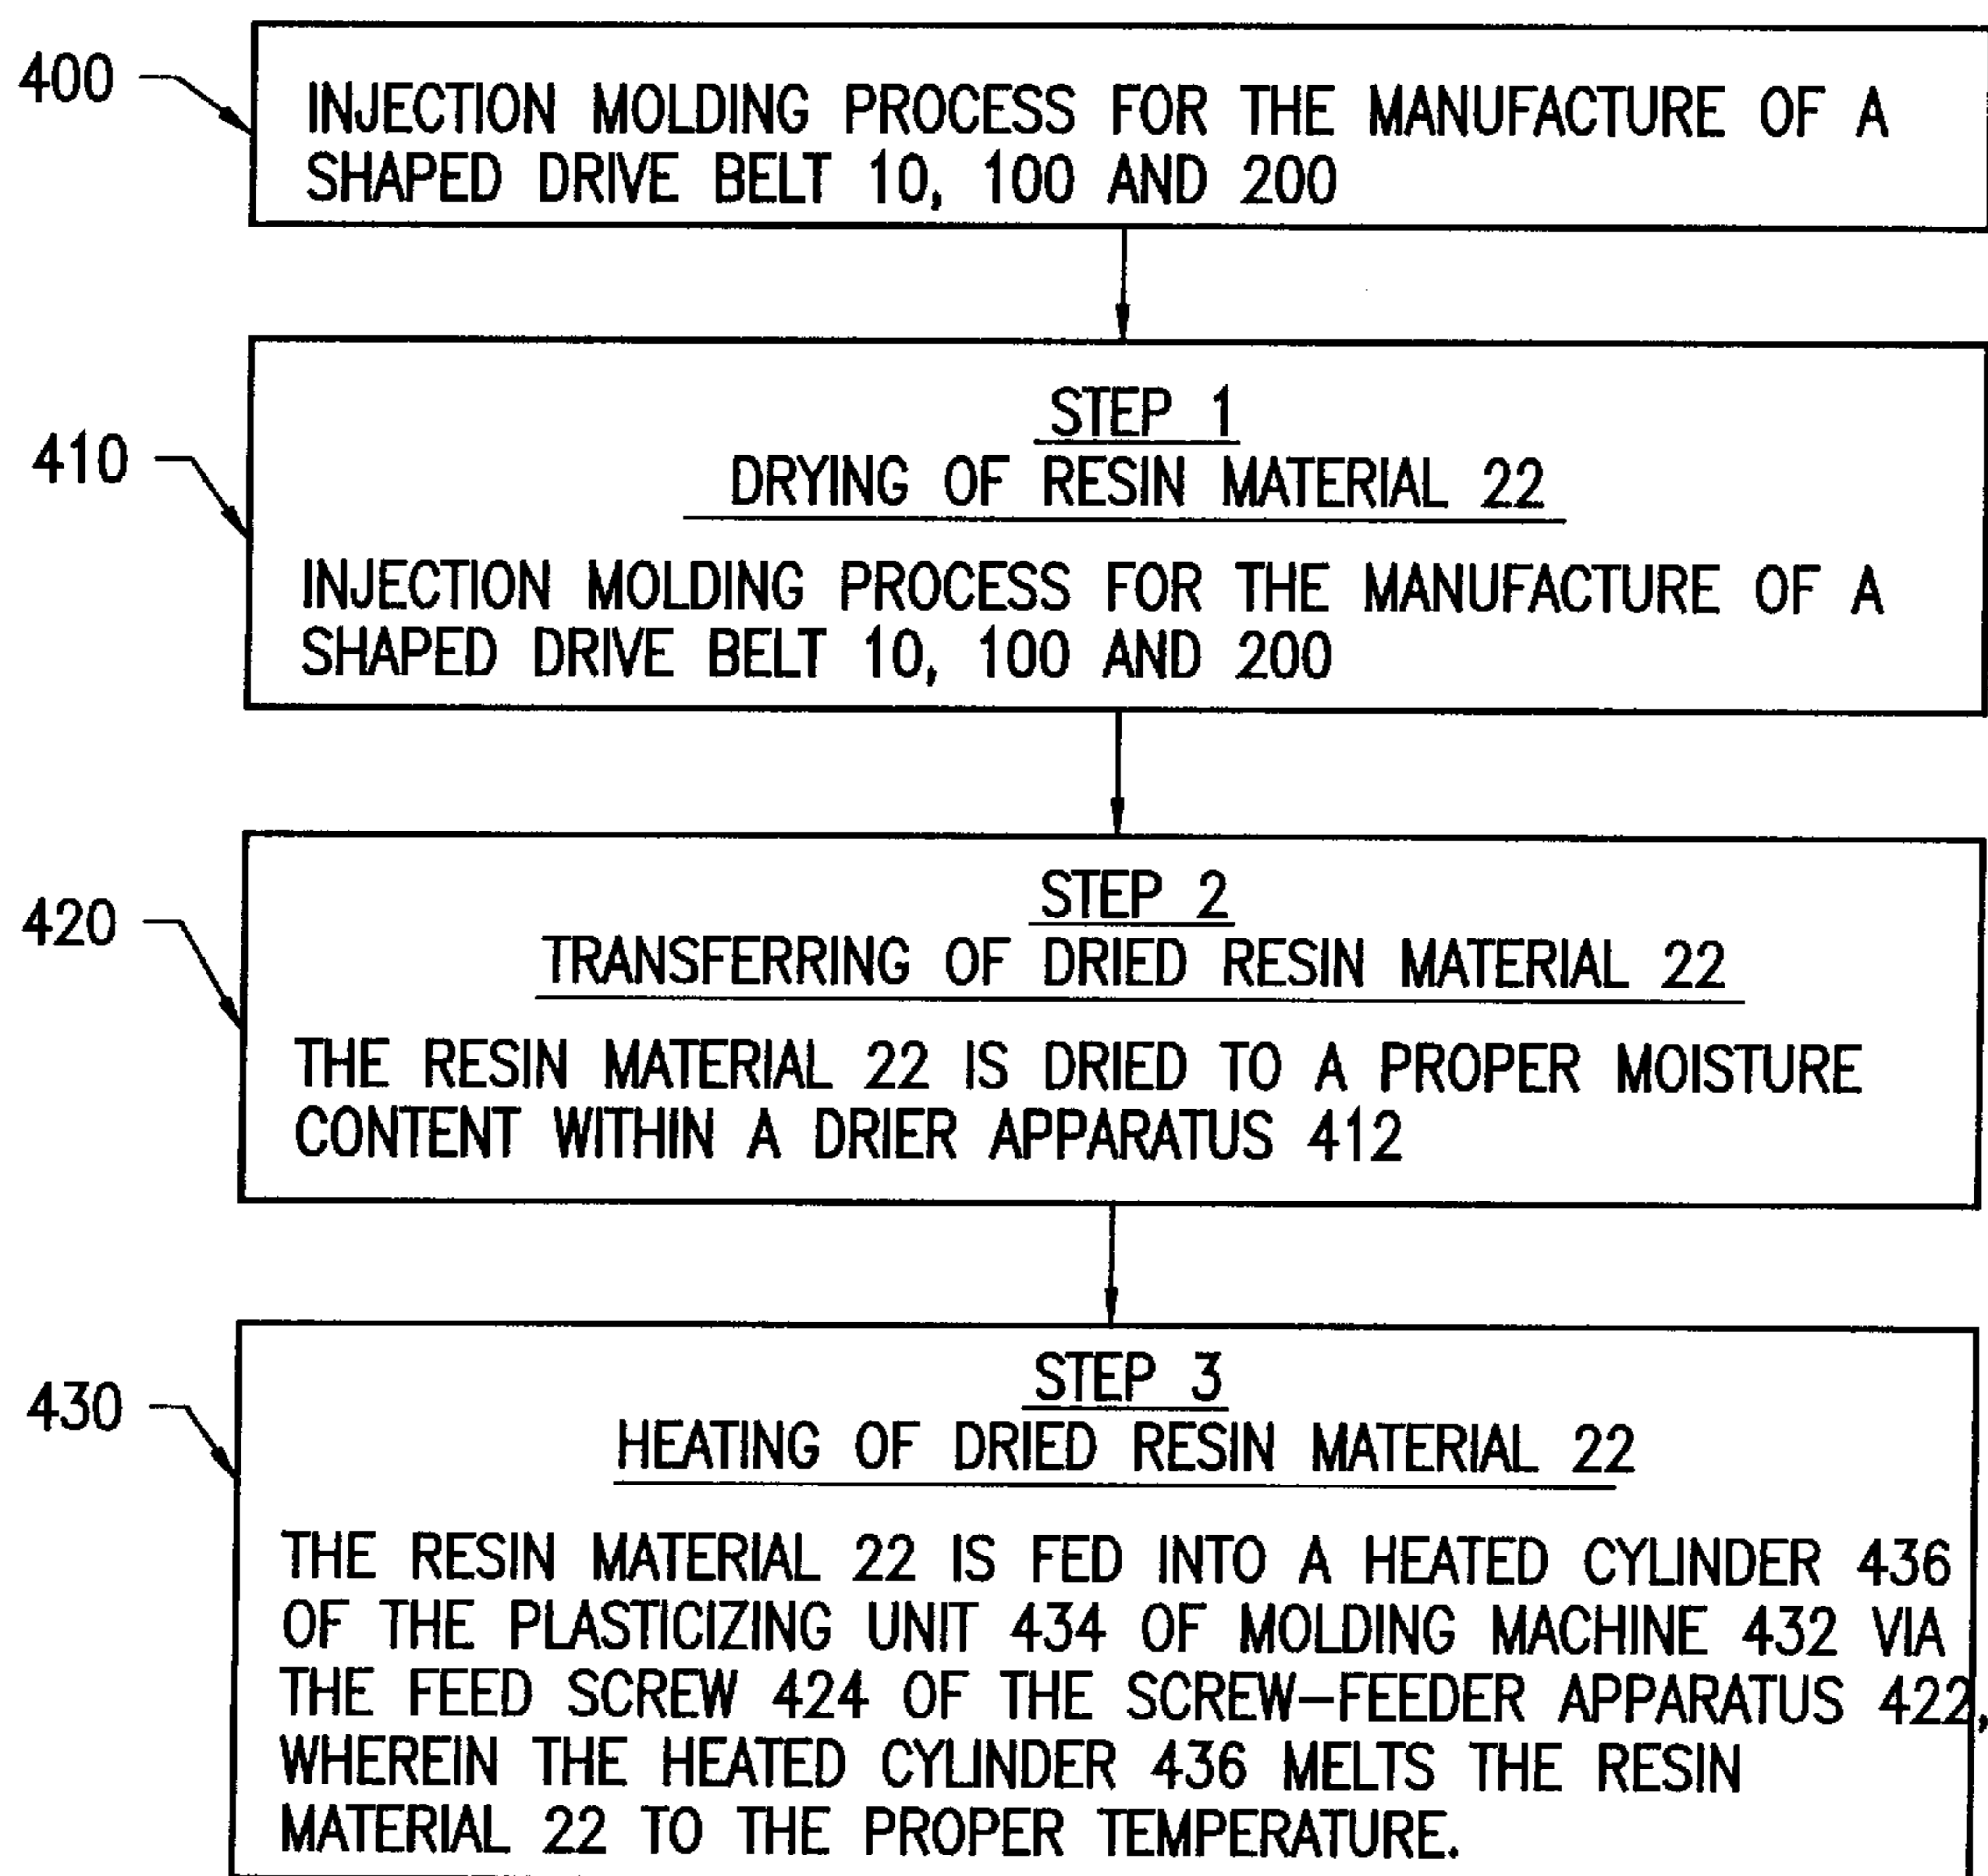 400
INJECTION MOLDING PROCESS FOR THE MANUFACTURE OF A
SHAPED DRIVE BELT 10, 100 AND 200
410
STEP 1
DRYING OF RESIN MATERIAL 22
INJECTION MOLDING PROCESS FOR THE MANUFACTURE OF A
SHAPED DRIVE BELT 10, 100 AND 200
420
STEP 2
TRANSFERRING OF DRIED RESIN MATERIAL 22
THE RESIN MATERIAL 22 IS DRIED TO A PROPER MOISTURE
CONTENT WITHIN A DRIER APPARATUS 412
430
STEP 3
HEATING OF DRIED RESIN MATERIAL 22
THE RESIN MATERIAL 22 IS FED INTO A HEATED CYLINDER 436
OF THE PLASTICIZING UNIT 434 OF MOLDING MACHINE 432 VIA
THE FEED SCREW 424 OF THE SCREW-FEEDER APPARATUS 422,
WHEREIN THE HEATED CYLINDER 436 MELTS THE RESIN
MATERIAL 22 TO THE PROPER TEMPERATURE.